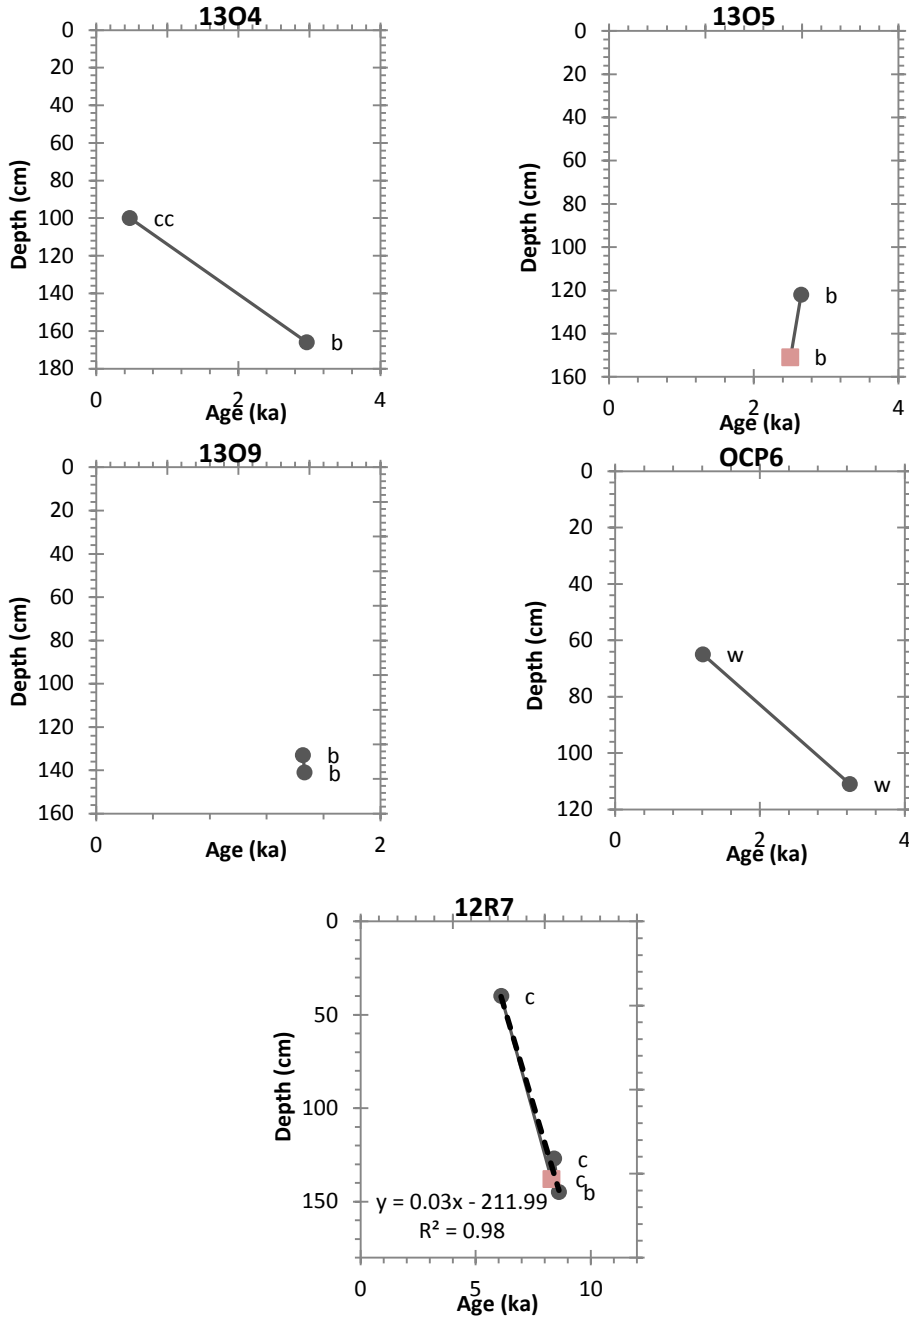 13O4
0
20
40
60
80
100
120
140
160
180
Depth (cm)
cc
b
0
2
4
Age (ka)
13O5
0
20
40
60
80
100
120
140
160
Depth (cm)
b
b
0
2
4
Age (ka)
13O9
0
20
40
60
80
100
120
140
160
Depth (cm)
b
b
0
2
Age (ka)
OCP6
0
20
40
60
80
100
120
Depth (cm)
w
w
0
2
4
Age (ka)
12R7
0
50
100
150
Depth (cm)
c
c
c
b
y = 0.03x - 211.99
R² = 0.98
0
5
10
Age (ka)